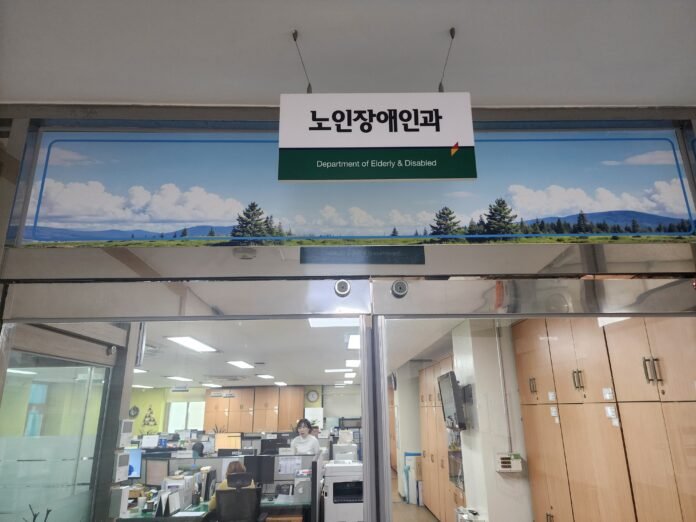 노인장애인과
Department of Elderly & Disabled